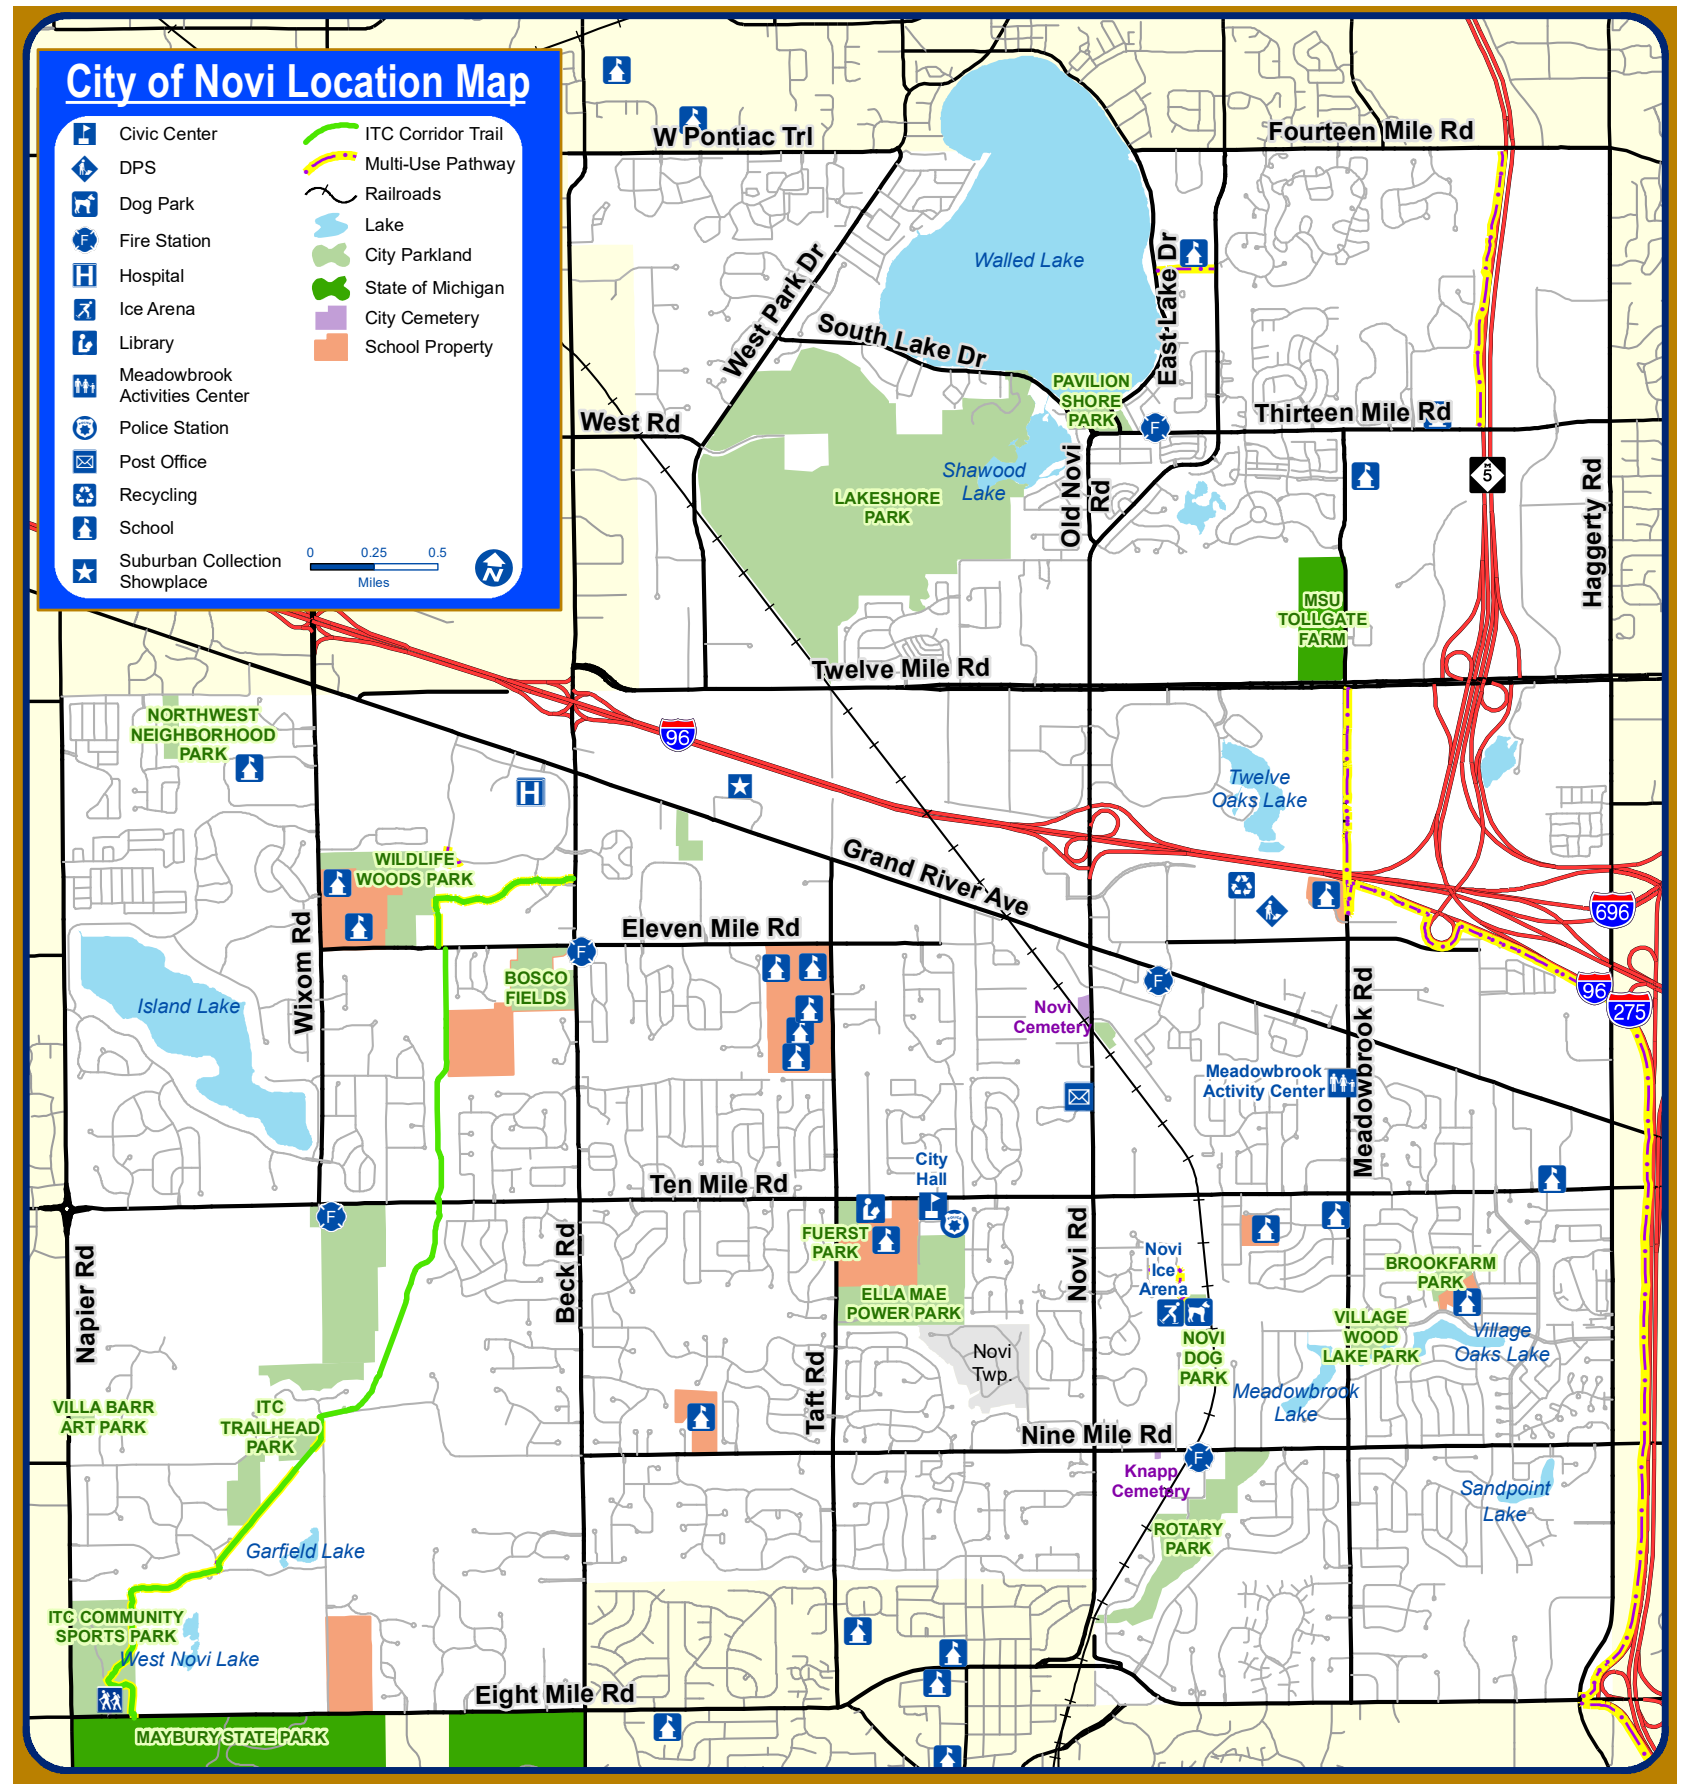 City of Novi Location Map
Civic Center
DPS
Dog Park
Fire Station
Hospital
Ice Arena
Library
Meadowbrook
Activities Center
Police Station
Post Office
Recycling
School
Suburban Collection
Showplace
ITC Corridor Trail
Multi-Use Pathway
Railroads
Lake
City Parkland
State of Michigan
City Cemetery
School Property
0 0.25 0.5
Miles
N
F
H
W Pontiac Trl
Fourteen Mile Rd
Walled Lake
East Lake Dr
West Park Dr
South Lake Dr
PAVILION
SHORE
PARK
F
Thirteen Mile Rd
West Rd
Shawood
Lake
LAKESHORE
PARK
Old Novi
Rd
M
5
Haggerty Rd
MSU
TOLLGATE
FARM
Twelve Mile Rd
NORTHWEST
NEIGHBORHOOD
PARK
96
H
Twelve
Oaks Lake
Grand River Ave
WILDLIFE
WOODS PARK
696
Wixom Rd
Eleven Mile Rd
F
BOSCO
FIELDS
F
96
275
Island Lake
Novi
Cemetery
Meadowbrook Rd
Meadowbrook
Activity Center
City
Hall
Ten Mile Rd
F
FUERST
PARK
ELLA MAE
POWER PARK
Napier Rd
Beck Rd
Novi Rd
Novi
Ice
Arena
NOVI
DOG
PARK
BROOKFARM
PARK
VILLAGE
WOOD
LAKE PARK
Village
Oaks Lake
Novi
Twp.
Taft Rd
Meadowbrook
Lake
VILLA BARR
ART PARK
ITC
TRAILHEAD
PARK
Nine Mile Rd
F
Knapp
Cemetery
Sandpoint
Lake
ROTARY
PARK
Garfield Lake
ITC COMMUNITY
SPORTS PARK
West Novi Lake
Eight Mile Rd
MAYBURY STATE PARK